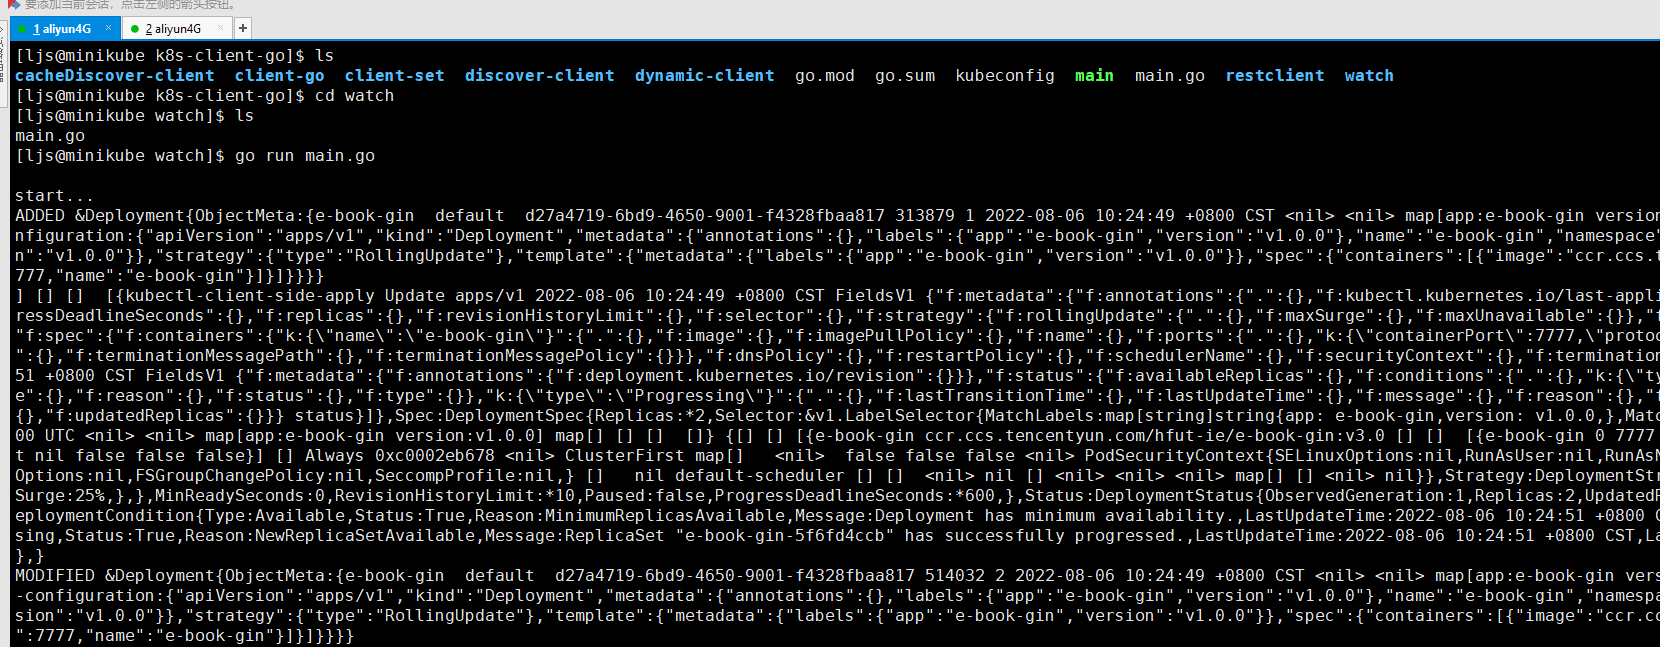 要添加当前会话，点击左侧的箭头按钮。
1 aliyun4G × 2 aliyun4G × +
[ljs@minikube k8s-client-go]$ ls
cacheDiscover-client client-go client-set discover-client dynamic-client go.mod go.sum kubeconfig main main.go restclient watch
[ljs@minikube k8s-client-go]$ cd watch
[ljs@minikube watch]$ ls
main.go
[ljs@minikube watch]$ go run main.go
start...
ADDED &Deployment{ObjectMeta:{e-book-gin  default  d27a4719-6bd9-4650-9001-f4328fbaa817 313879 1 2022-08-06 10:24:49 +0800 CST <nil> <nil> map[app:e-book-gin version
nfiguration:{"apiVersion":"apps/v1","kind":"Deployment","metadata":{"annotations":{},"labels":{"app":"e-book-gin","version":"v1.0.0"},"name":"e-book-gin","namespace"
n":"v1.0.0"}},"strategy":{"type":"RollingUpdate"},"template":{"metadata":{"labels":{"app":"e-book-gin","version":"v1.0.0"}},"spec":{"containers":[{"image":"ccr.ccs.t
777,"name":"e-book-gin"}]}]}}}}
] [] []  [{kubectl-client-side-apply Update apps/v1 2022-08-06 10:24:49 +0800 CST FieldsV1 {"f:metadata":{"f:annotations":{".":{},"f:kubectl.kubernetes.io/last-appli
ressDeadlineSeconds":{},"f:replicas":{},"f:revisionHistoryLimit":{},"f:selector":{},"f:strategy":{"f:rollingUpdate":{".":{},"f:maxSurge":{},"f:maxUnavailable":{}},"f
"f:spec":{"f:containers":{"k:{\"name\":\"e-book-gin\"}":{".":{},"f:image":{},"f:imagePullPolicy":{},"f:name":{},"f:ports":{".":{},"k:{\"containerPort\":7777,\"protoc
":{},"f:terminationMessagePath":{},"f:terminationMessagePolicy":{}}},"f:dnsPolicy":{},"f:restartPolicy":{},"f:schedulerName":{},"f:securityContext":{},"f:termination
51 +0800 CST FieldsV1 {"f:metadata":{"f:annotations":{"f:deployment.kubernetes.io/revision":{}}},"f:status":{"f:availableReplicas":{},"f:conditions":{".":{},"k:{\"ty
e":{},"f:reason":{},"f:status":{},"f:type":{}},"k:{\"type\":\"Progressing\"}":{".":{},"f:lastTransitionTime":{},"f:lastUpdateTime":{},"f:message":{},"f:reason":{},"f
{},"f:updatedReplicas":{}}} status}]},Spec:DeploymentSpec{Replicas:*2,Selector:&v1.LabelSelector{MatchLabels:map[string]string{app: e-book-gin,version: v1.0.0,},Matc
00 UTC <nil> <nil> map[app:e-book-gin version:v1.0.0] map[] [] []  []} {[] [] [{e-book-gin ccr.ccs.tencentyun.com/hfut-ie/e-book-gin:v3.0 [] []  [{e-book-gin 0 7777
t nil false false false}] [] Always 0xc0002eb678 <nil> ClusterFirst map[]   <nil>  false false false <nil> PodSecurityContext{SELinuxOptions:nil,RunAsUser:nil,RunAsN
Options:nil,FSGroupChangePolicy:nil,SeccompProfile:nil,} []   nil default-scheduler [] []  <nil> nil [] <nil> <nil> <nil> map[] [] <nil> nil}},Strategy:DeploymentStr
Surge:25%,},},MinReadySeconds:0,RevisionHistoryLimit:*10,Paused:false,ProgressDeadlineSeconds:*600,},Status:DeploymentStatus{ObservedGeneration:1,Replicas:2,UpdatedR
eploymentCondition{Type:Available,Status:True,Reason:MinimumReplicasAvailable,Message:Deployment has minimum availability.,LastUpdateTime:2022-08-06 10:24:51 +0800 C
sing,Status:True,Reason:NewReplicaSetAvailable,Message:ReplicaSet "e-book-gin-5f6fd4ccb" has successfully progressed.,LastUpdateTime:2022-08-06 10:24:51 +0800 CST,La
},}
MODIFIED &Deployment{ObjectMeta:{e-book-gin  default  d27a4719-6bd9-4650-9001-f4328fbaa817 514032 2 2022-08-06 10:24:49 +0800 CST <nil> <nil> map[app:e-book-gin vers
-configuration:{"apiVersion":"apps/v1","kind":"Deployment","metadata":{"annotations":{},"labels":{"app":"e-book-gin","version":"v1.0.0"},"name":"e-book-gin","namespa
sion":"v1.0.0"}},"strategy":{"type":"RollingUpdate"},"template":{"metadata":{"labels":{"app":"e-book-gin","version":"v1.0.0"}},"spec":{"containers":[{"image":"ccr.cc
":7777,"name":"e-book-gin"}]}]}}}}